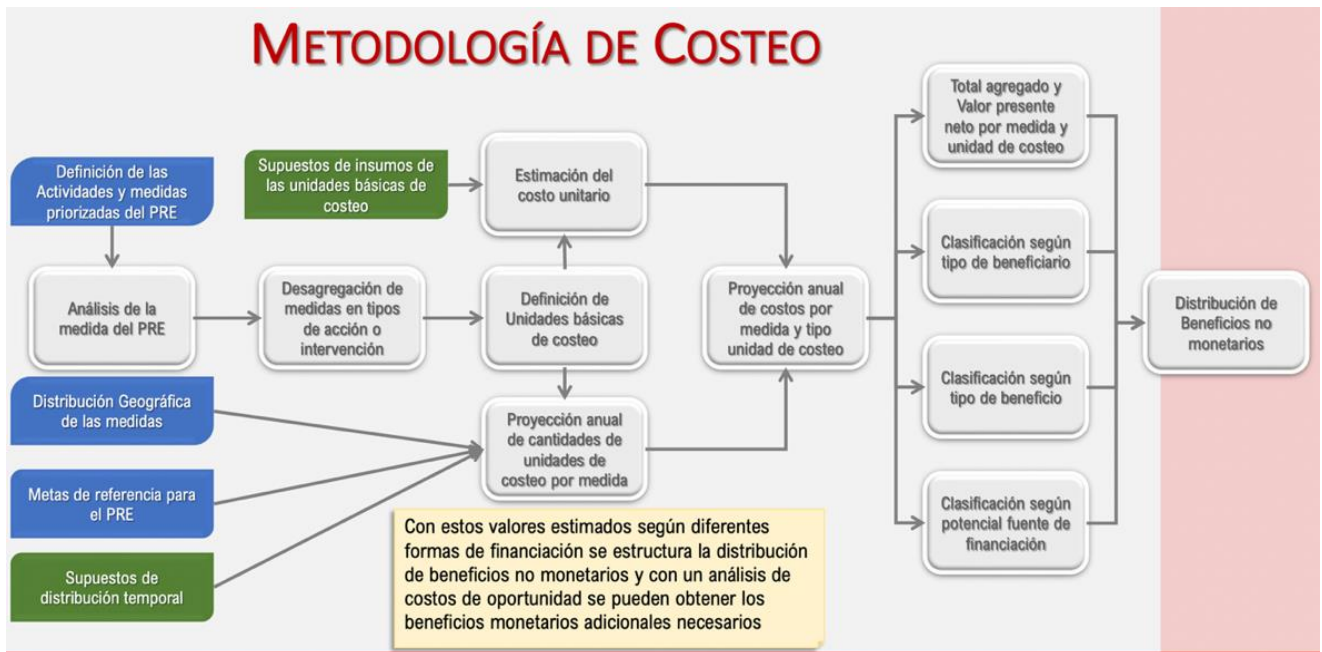 METODOLOGÍA DE COSTEO
Definición de las
Actividades y medidas
priorizadas del PRE
Supuestos de insumos de
las unidades básicas de
costeo
Estimación del
costo unitario
Total agregado y
Valor presente
neto por medida y
unidad de costeo
Análisis de la
medida del PRE
Desagregación de
medidas en tipos
de acción o
intervención
Definición de
Unidades básicas
de costeo
Proyección anual
de costos por
medida y tipo
unidad de costeo
Clasificación según
tipo de beneficiario
Distribución de
Beneficios no
monetarios
Distribución Geográfica
de las medidas
Metas de referencia para
el PRE
Supuestos de
distribución temporal
Proyección anual
de cantidades de
unidades de
costeo por medida
Clasificación según
tipo de beneficio
Clasificación según
potencial fuente de
financiación
Con estos valores estimados según diferentes
formas de financiación se estructura la distribución
de beneficios no monetarios y con un análisis de
costos de oportunidad se pueden obtener los
beneficios monetarios adicionales necesarios